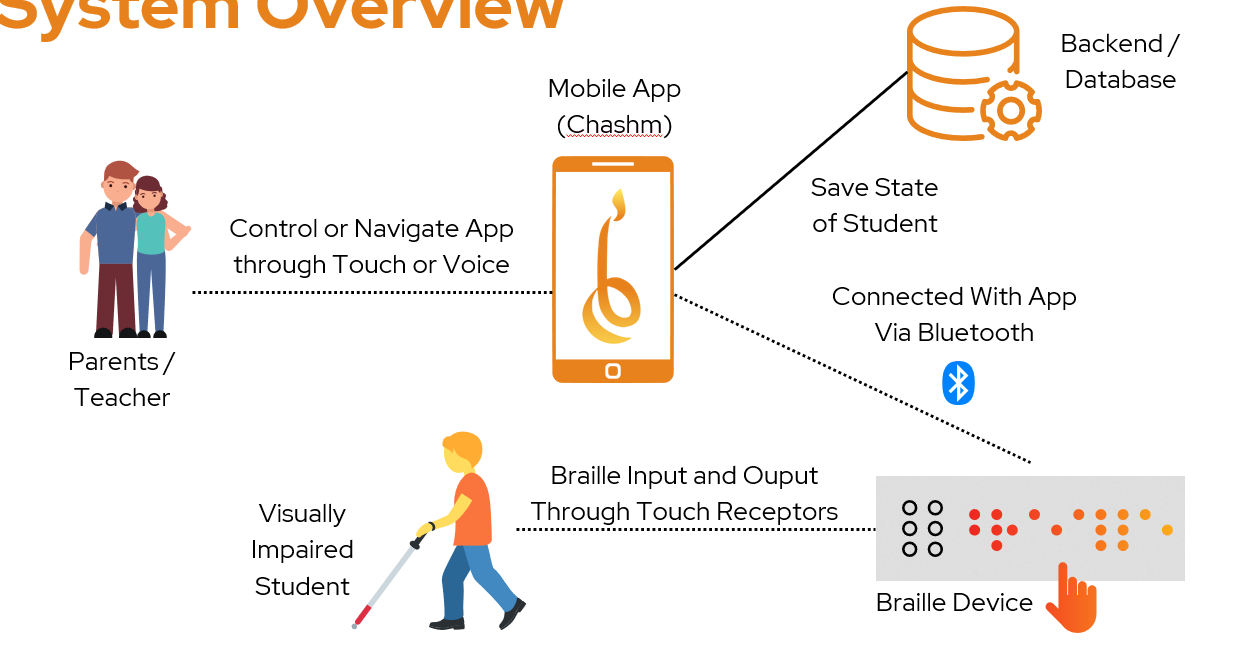 System Overview
Backend /
Database
Mobile App
(Chashm)
Save State
of Student
Control or Navigate App
through Touch or Voice
Connected With App
Via Bluetooth
Parents /
Teacher
Braille Input and Ouput
Through Touch Receptors
Visually
Impaired
Student
Braille Device